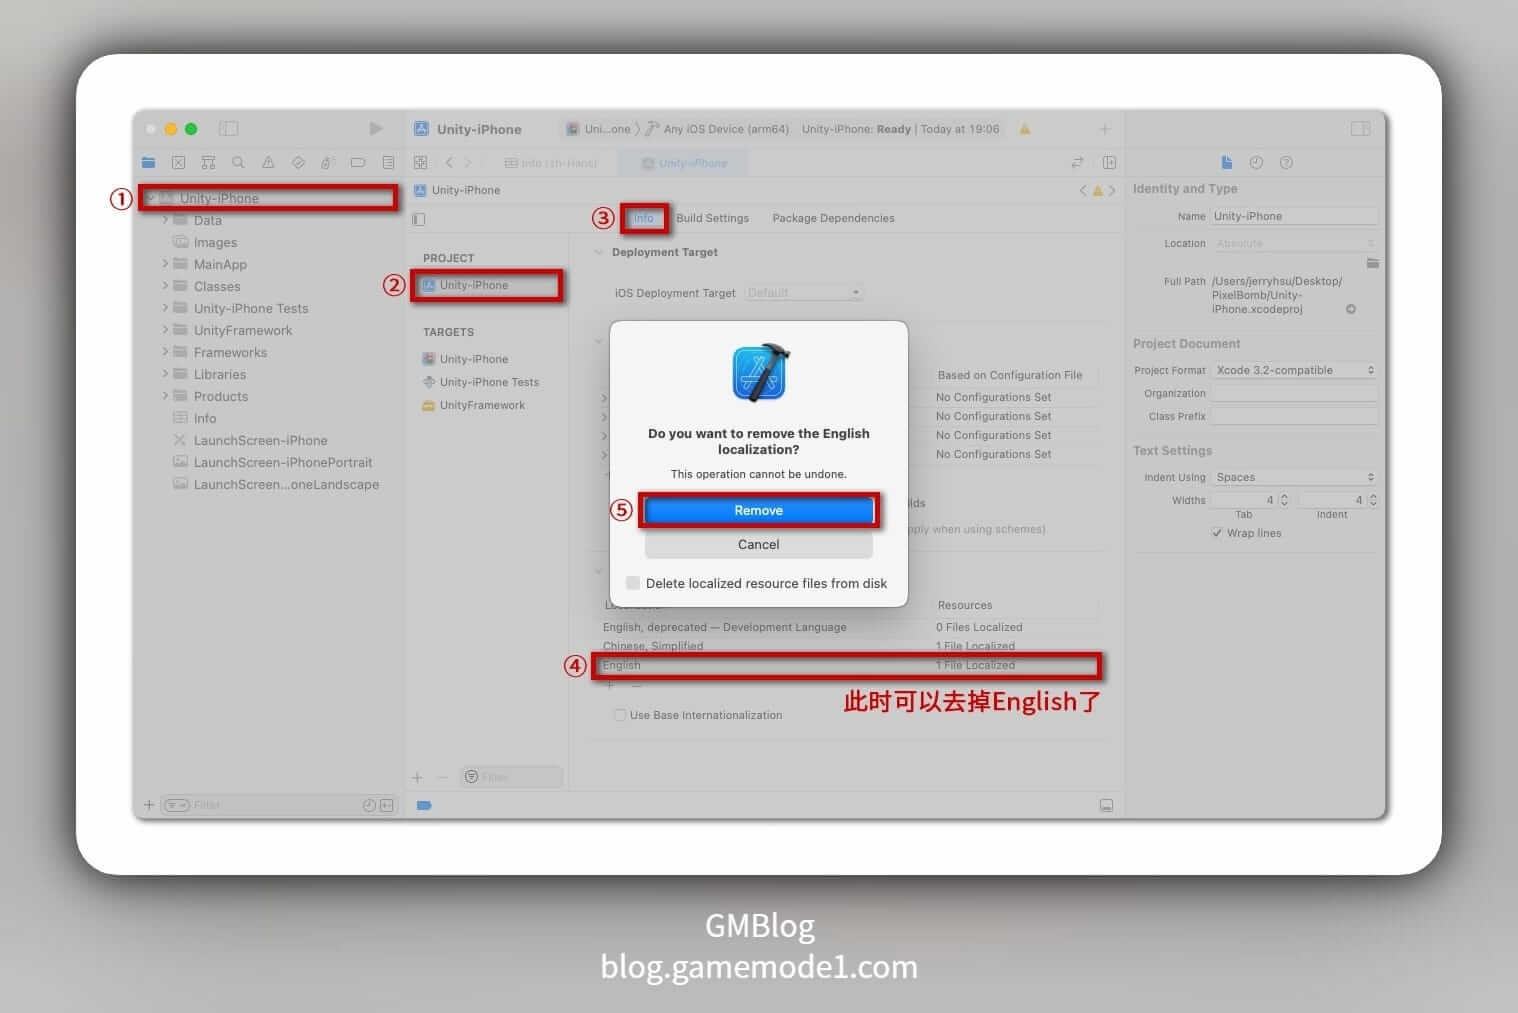 Unity-iPhone
Uni...one 〉 Any iOS Device (arm64)
Unity-iPhone: Ready | Today at 19:06
Info (zh-Hans)
Unity-iPhone
① Unity-iPhone
Data
Images
MainApp
Classes
Unity-iPhone Tests
UnityFramework
Frameworks
Libraries
Products
Info
LaunchScreen-iPhone
LaunchScreen-iPhonePortrait
LaunchScreen...oneLandscape
Filter
Unity-iPhone
PROJECT
② Unity-iPhone
TARGETS
Unity-iPhone
Unity-iPhone Tests
UnityFramework
Filter
③ Info Build Settings Package Dependencies
Deployment Target
iOS Deployment Target Default
Based on Configuration File
No Configurations Set
No Configurations Set
No Configurations Set
No Configurations Set
Do you want to remove the English
localization?
This operation cannot be undone.
⑤ Remove
Cancel
Delete localized resource files from disk
Resources
English, deprecated — Development Language 0 Files Localized
Chinese, Simplified 1 File Localized
④ English 1 File Localized
此时可以去掉English了
Use Base Internationalization
Identity and Type
Name Unity-iPhone
Location Absolute
Full Path /Users/jerryhsu/Desktop/
PixelBomb/Unity-
iPhone.xcodeproj
Project Document
Project Format Xcode 3.2-compatible
Organization
Class Prefix
Text Settings
Indent Using Spaces
Widths 4 4
Tab Indent
Wrap lines
GMBlog
blog.gamemode1.com